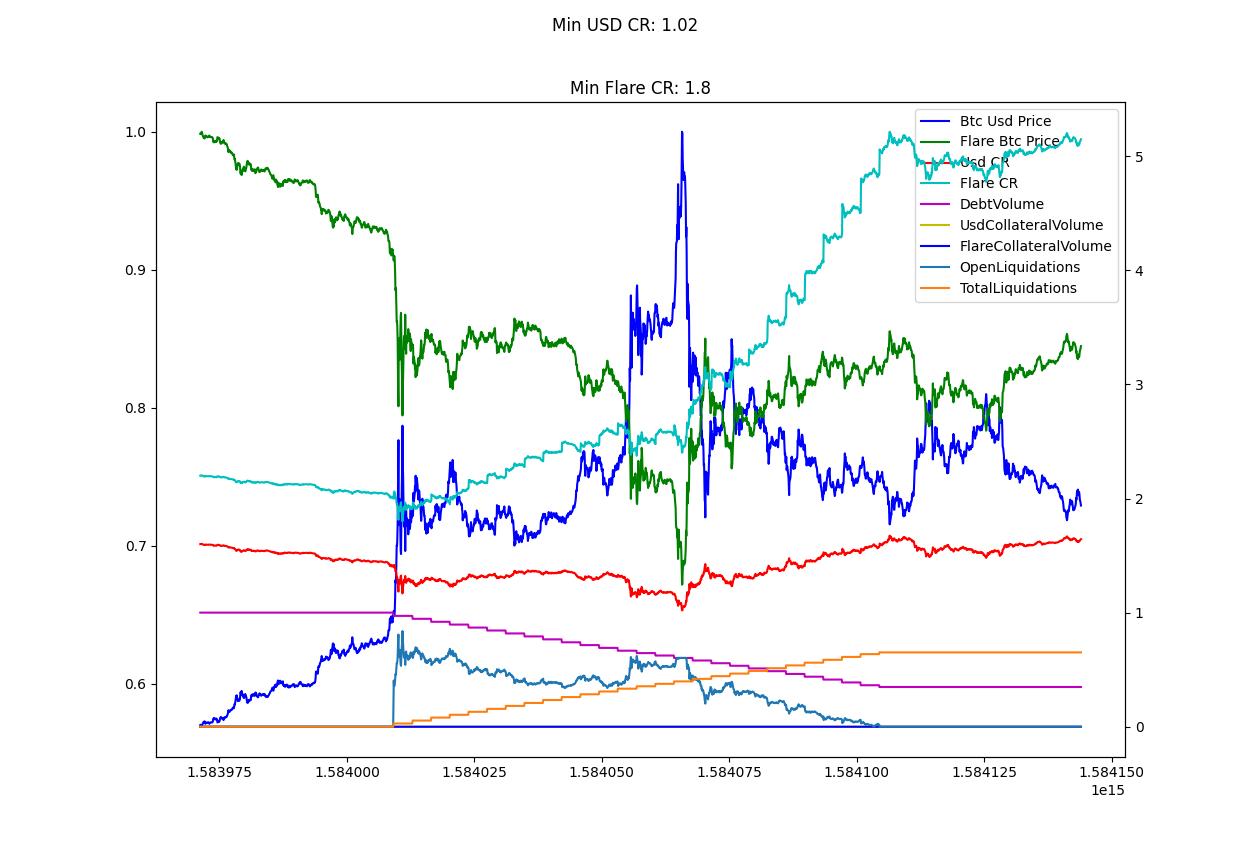 Min USD CR: 1.02
Min Flare CR: 1.8
1.0
0.9
0.8
0.7
0.6
5
4
3
2
1
0
Btc Usd Price
Flare Btc Price
Usd CR
Flare CR
DebtVolume
UsdCollateralVolume
FlareCollateralVolume
OpenLiquidations
TotalLiquidations
1.583975 1.584000 1.584025 1.584050 1.584075 1.584100 1.584125 1.584150
1e15